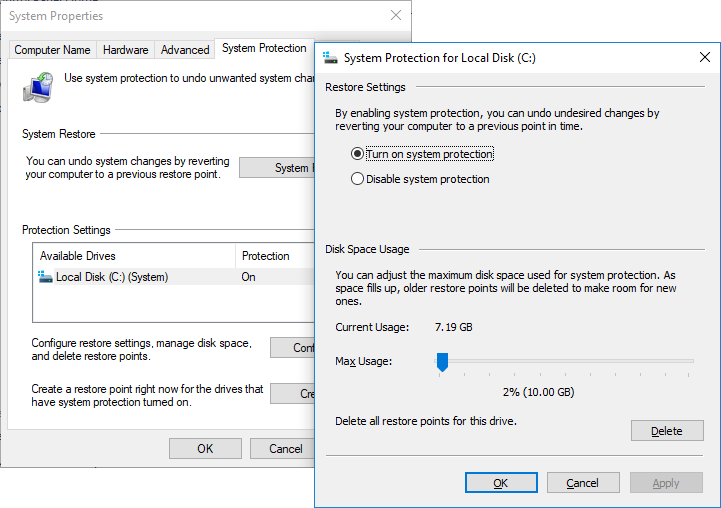 System Properties
Computer Name
Hardware
Advanced
System Protection
Use system protection to undo unwanted system
System Restore
You can undo system changes by reverting
your computer to a previous restore point.
System
Protection Settings
Available Drives
Protection
Local Disk (C:) (System)
On
Configure restore settings, manage disk space,
and delete restore points.
Create a restore point right now for the drives that
have system protection turned on.
OK
Cancel
System Protection for Local Disk (C:)
Restore Settings
By enabling system protection, you can undo undesired changes by
reverting your computer to a previous point in time.
Turn on system protection
Disable system protection
Disk Space Usage
You can adjust the maximum disk space used for system protection. As
space fills up, older restore points will be deleted to make room for new
ones.
Current Usage: 7.19 GB
Max Usage:
2% (10.00 GB)
Delete all restore points for this drive.
Delete
OK
Cancel
Apply